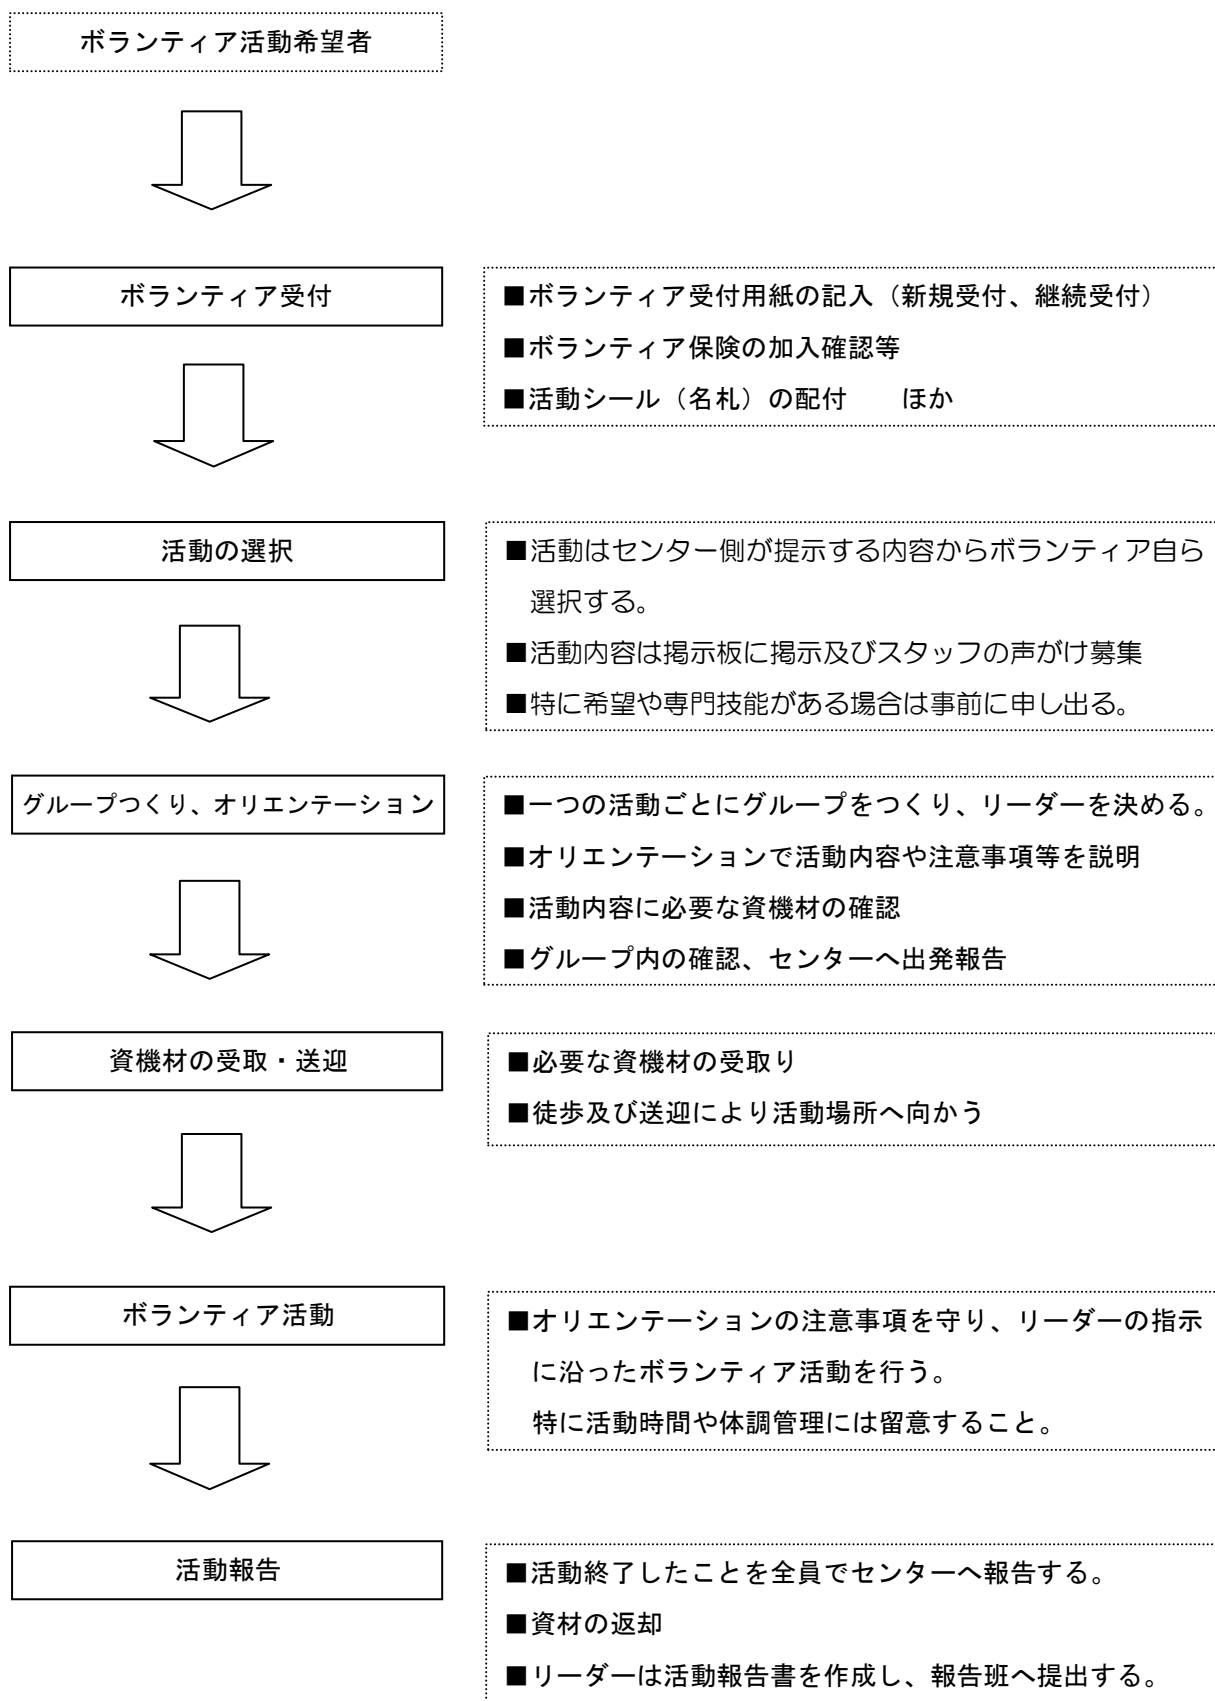 ボランティア活動希望者
ボランティア受付
■ボランティア受付用紙の記入（新規受付、継続受付）
■ボランティア保険の加入確認等
■活動シール（名札）の配付　　ほか
活動の選択
■活動はセンター側が提示する内容からボランティア自ら
選択する。
■活動内容は掲示板に掲示及びスタッフの声がけ募集
■特に希望や専門技能がある場合は事前に申し出る。
グループつくり、オリエンテーション
■一つの活動ごとにグループをつくり、リーダーを決める。
■オリエンテーションで活動内容や注意事項等を説明
■活動内容に必要な資機材の確認
■グループ内の確認、センターへ出発報告
資機材の受取・送迎
■必要な資機材の受取り
■徒歩及び送迎により活動場所へ向かう
ボランティア活動
■オリエンテーションの注意事項を守り、リーダーの指示
に沿ったボランティア活動を行う。
特に活動時間や体調管理には留意すること。
活動報告
■活動終了したことを全員でセンターへ報告する。
■資材の返却
■リーダーは活動報告書を作成し、報告班へ提出する。